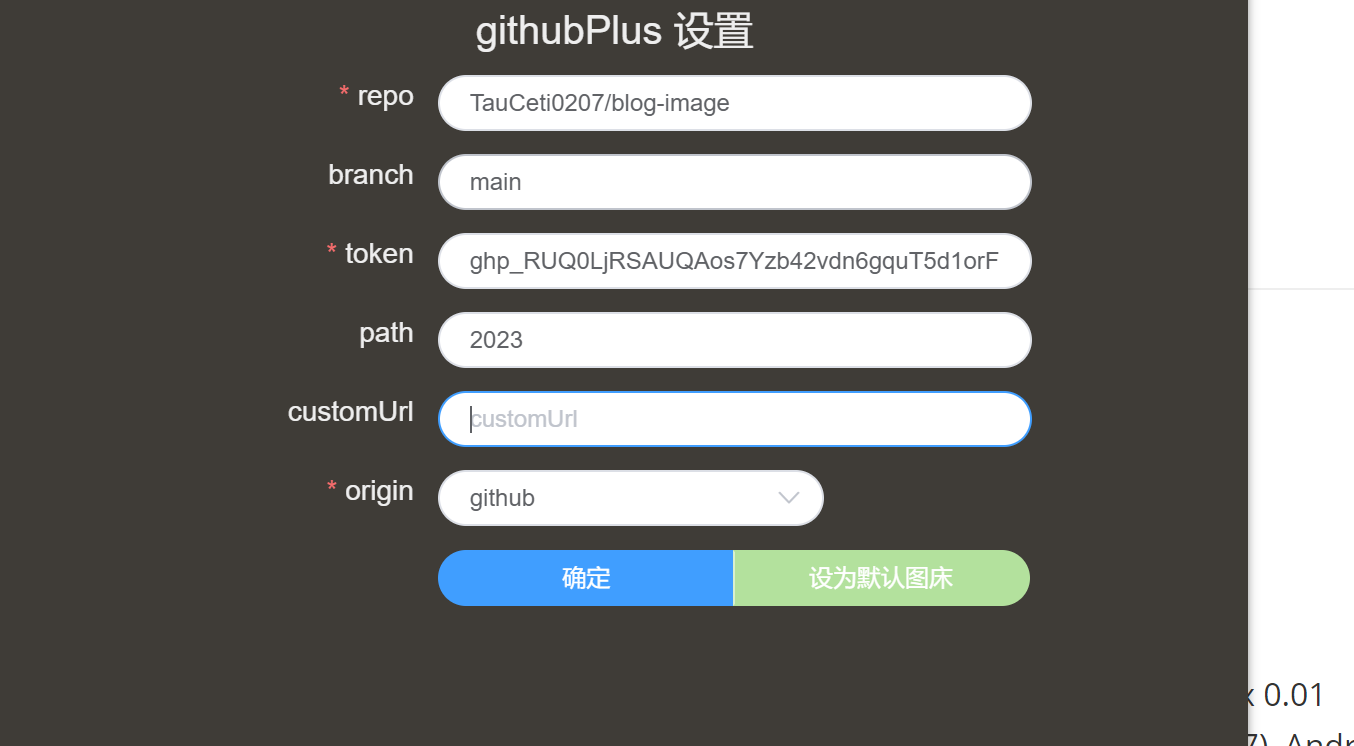 githubPlus 设置
* repo
TauCeti0207/blog-image
branch
main
* token
ghp_RUQ0LjRSAUQAos7Yzb42vdn6gquT5d1orF
path
2023
customUrl
customUrl
* origin
github
确定
设为默认图床
x 0.01
7), Andr